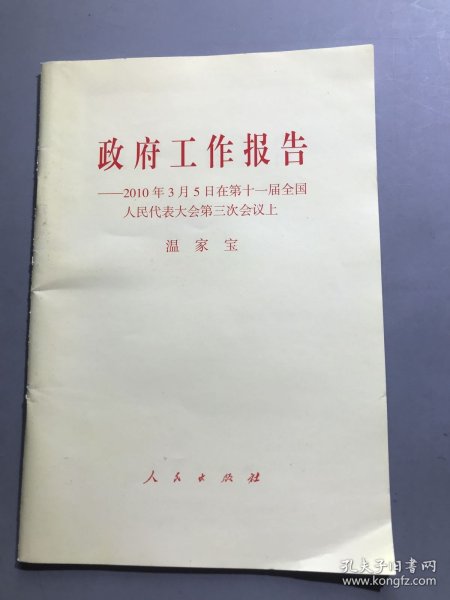 政府工作报告
——2010年3月5日在第十一届全国
人民代表大会第三次会议上
温家宝
人民出版社
孔夫子旧书网
www.kongfz.com